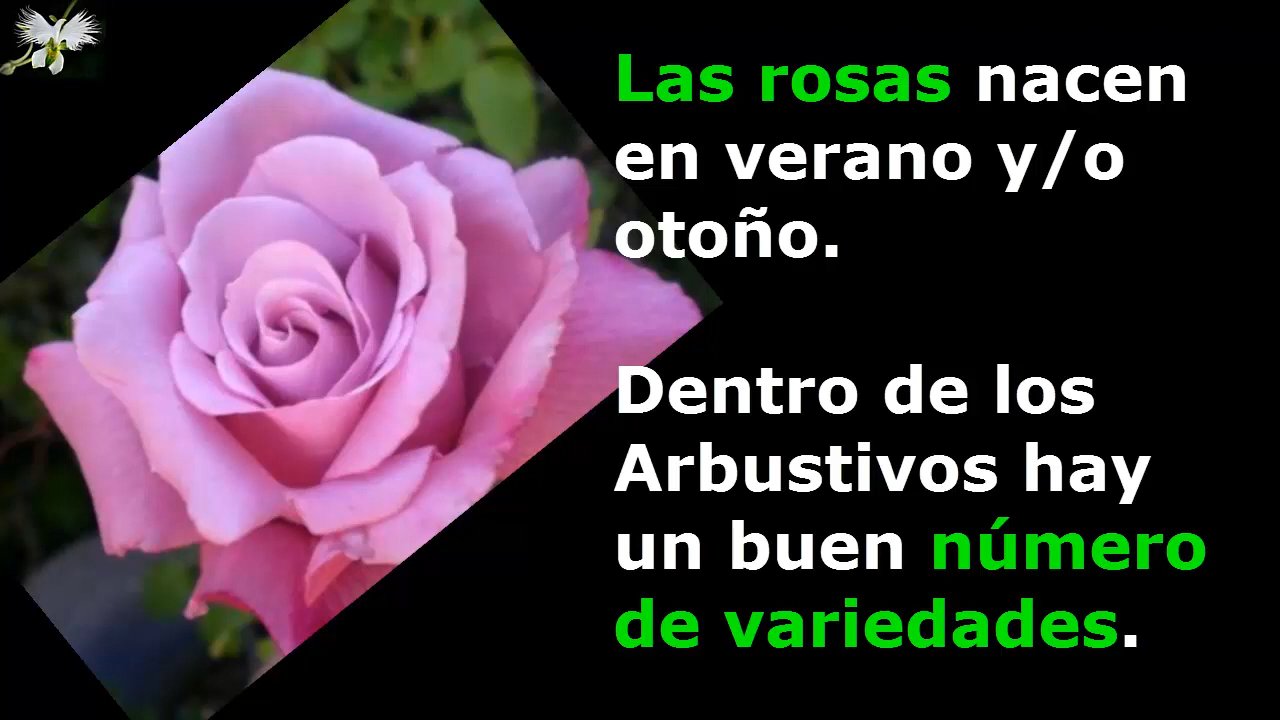 Las rosas nacen
en verano y/o
otoño.
Dentro de los
Arbustivos hay
un buen número
de variedades.